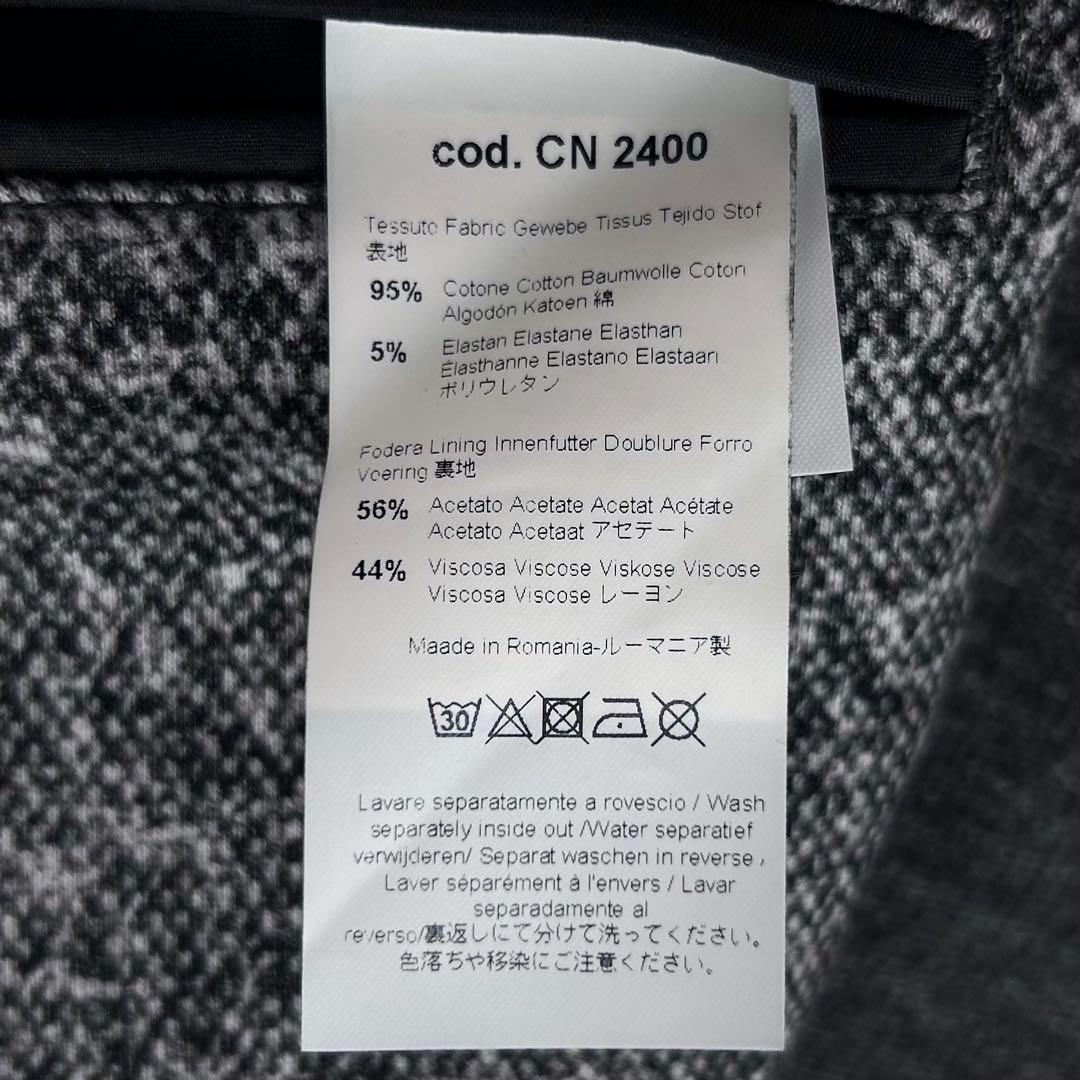 cod. CN 2400
Tessuto Fabric Gewebe Tissus Tejido Stof
表地
95% Cotone Cotton Baumwolle Coton
Algodón Katoen 綿
5% Elastan Elastane Elasthan
Élasthanne Elastano Elastaan
ポリウレタン
Fodera Lining Innenfutter Doublure Forro
Voering 裏地
56% Acetato Acetate Acetat Acétate
Acetato Acetaat アセテート
44% Viscosa Viscose Viskose Viscose
Viscosa Viscose レーヨン
Maade in Romania-ルーマニア製
30
Lavare separatamente a rovescio / Wash
separately inside out /Water separatief
verwijderen/ Separat waschen in reverse ,
Laver séparément à l'envers / Lavar
separadamente al
reverso/裏返しにて分けて洗ってください。
色落ちや移染にご注意ください。